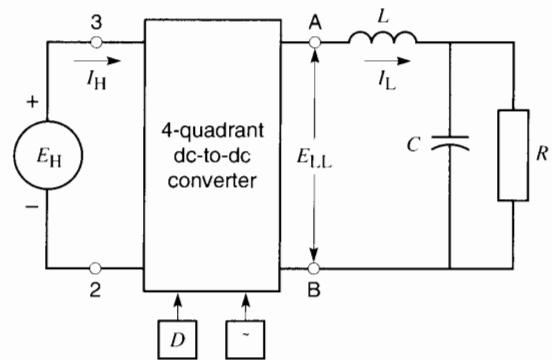 3
A
L
I_H
I_L
+
4-quadrant
dc-to-dc
converter
E_H
E_LL
C
R
−
2
B
D
~